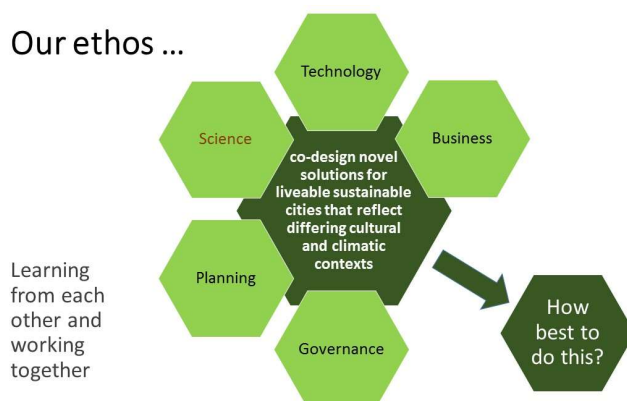 Our ethos ...
Technology
Science
Business
co-design novel
solutions for
liveable sustainable
cities that reflect
differing cultural
and climatic
contexts
Planning
Governance
Learning
from each
other and
working
together
How
best to
do this?